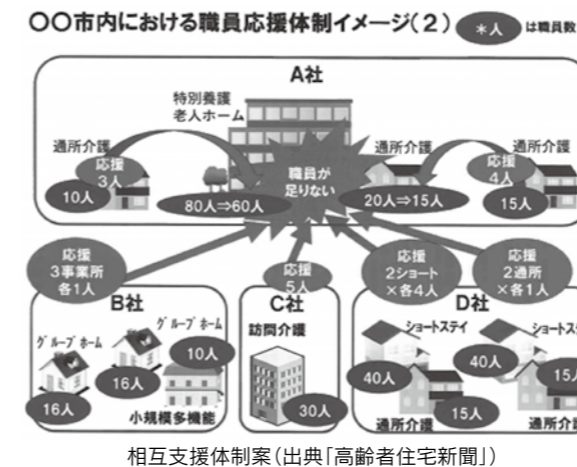 〇〇市内における職員応援体制イメージ(2)
*人 は職員数
A社
特別養護
老人ホーム
通所介護
応援
3人
10人
80人⇒60人
職員が
足りない
通所介護
20人⇒15人
通所介護
応援
4人
15人
応援
3事業所
各1人
応援
5人
応援
2ショート
×各4人
応援
2通所
×各1人
B社
グループホーム
グループホーム
16人
16人
10人
小規模多機能
C社
訪問介護
30人
D社
ショートステイ
ショートス
40人
40人
15人
15
通所介護
通所介護
相互支援体制案(出典「高齢者住宅新聞」)